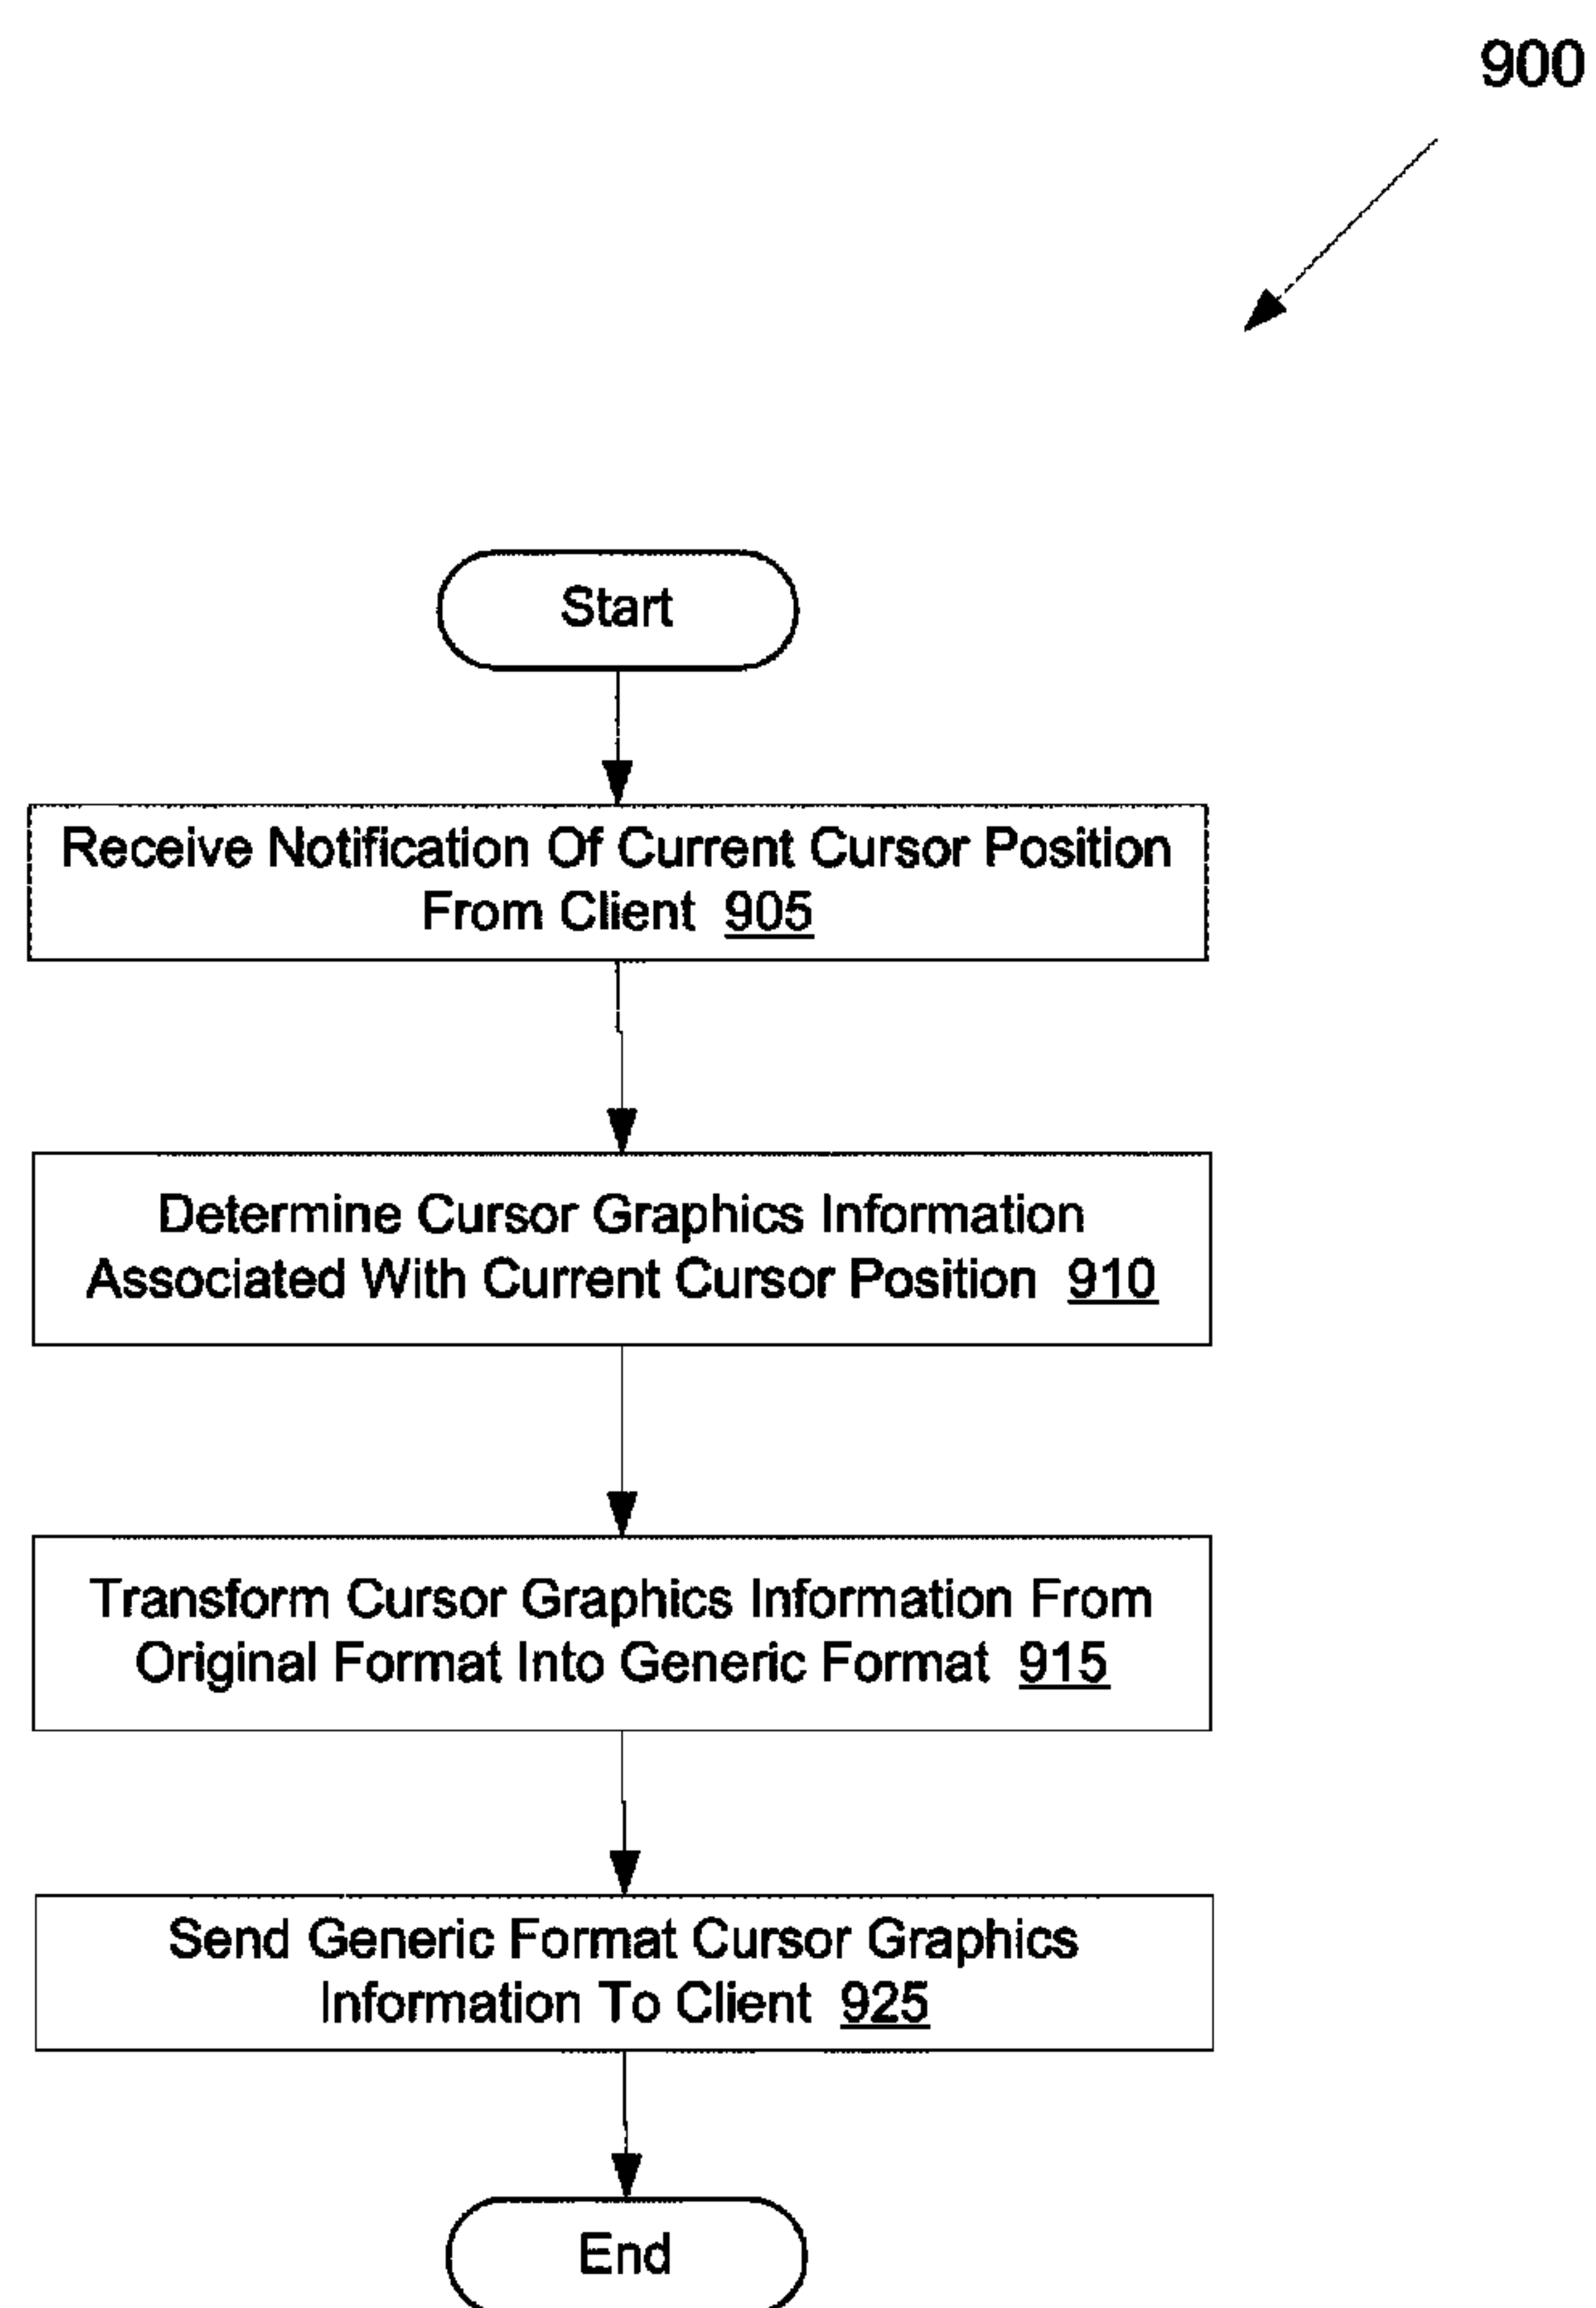 900
Start
Receive Notification Of Current Cursor Position
From Client 905
Determine Cursor Graphics Information
Associated With Current Cursor Position 910
Transform Cursor Graphics Information From
Original Format Into Generic Format 915
Send Generic Format Cursor Graphics
Information To Client 925
End